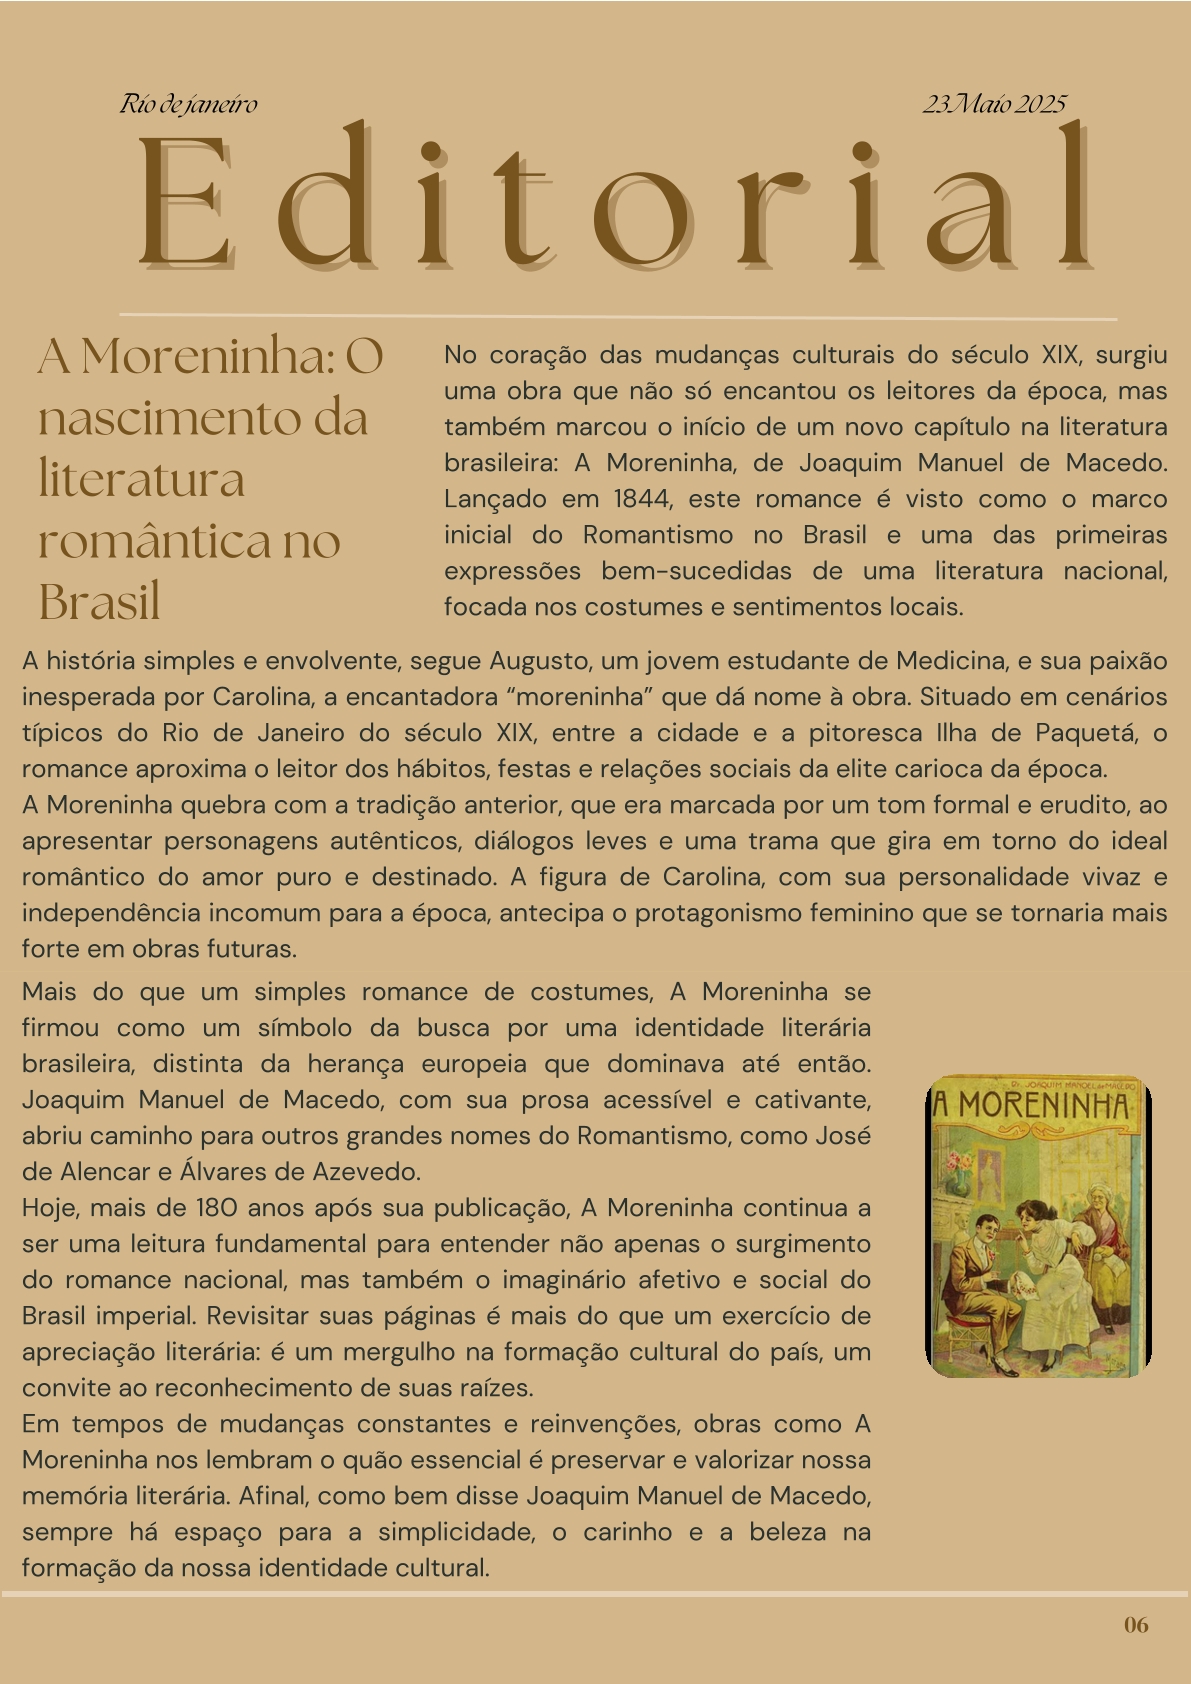 Rio de janeiro
23 Maio 2025
Editorial
A Moreninha: O
nascimento da
literatura
romântica no
Brasil
No coração das mudanças culturais do século XIX, surgiu
uma obra que não só encantou os leitores da época, mas
também marcou o início de um novo capítulo na literatura
brasileira: A Moreninha, de Joaquim Manuel de Macedo.
Lançado em 1844, este romance é visto como o marco
inicial do Romantismo no Brasil e uma das primeiras
expressões bem-sucedidas de uma literatura nacional,
focada nos costumes e sentimentos locais.
A história simples e envolvente, segue Augusto, um jovem estudante de Medicina, e sua paixão
inesperada por Carolina, a encantadora “moreninha” que dá nome à obra. Situado em cenários
típicos do Rio de Janeiro do século XIX, entre a cidade e a pitoresca Ilha de Paquetá, o
romance aproxima o leitor dos hábitos, festas e relações sociais da elite carioca da época.
A Moreninha quebra com a tradição anterior, que era marcada por um tom formal e erudito, ao
apresentar personagens autênticos, diálogos leves e uma trama que gira em torno do ideal
romântico do amor puro e destinado. A figura de Carolina, com sua personalidade vivaz e
independência incomum para a época, antecipa o protagonismo feminino que se tornaria mais
forte em obras futuras.
Mais do que um simples romance de costumes, A Moreninha se
firmou como um símbolo da busca por uma identidade literária
brasileira, distinta da herança europeia que dominava até então.
Joaquim Manuel de Macedo, com sua prosa acessível e cativante,
abriu caminho para outros grandes nomes do Romantismo, como José
de Alencar e Álvares de Azevedo.
Hoje, mais de 180 anos após sua publicação, A Moreninha continua a
ser uma leitura fundamental para entender não apenas o surgimento
do romance nacional, mas também o imaginário afetivo e social do
Brasil imperial. Revisitar suas páginas é mais do que um exercício de
apreciação literária: é um mergulho na formação cultural do país, um
convite ao reconhecimento de suas raízes.
Em tempos de mudanças constantes e reinvenções, obras como A
Moreninha nos lembram o quão essencial é preservar e valorizar nossa
memória literária. Afinal, como bem disse Joaquim Manuel de Macedo,
sempre há espaço para a simplicidade, o carinho e a beleza na
formação da nossa identidade cultural.
Dr. JOAQUIM MANOEL de MACEDO
A MORENINHA
06